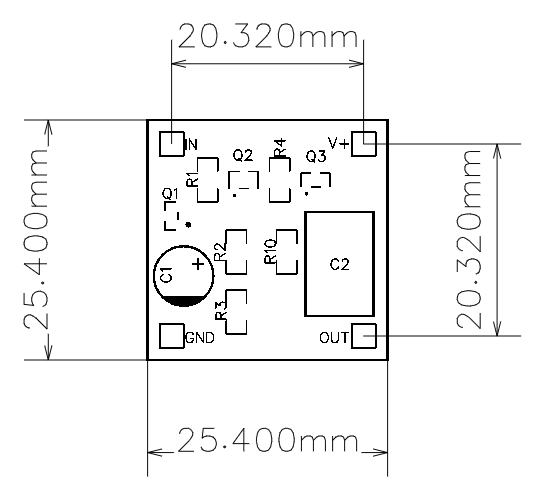 20.320mm
IN
V+
R4
Q2
Q3
R1
Q1
25.400mm
20.320mm
R2
R10
C1
+
C2
R3
GND
OUT
25.400mm